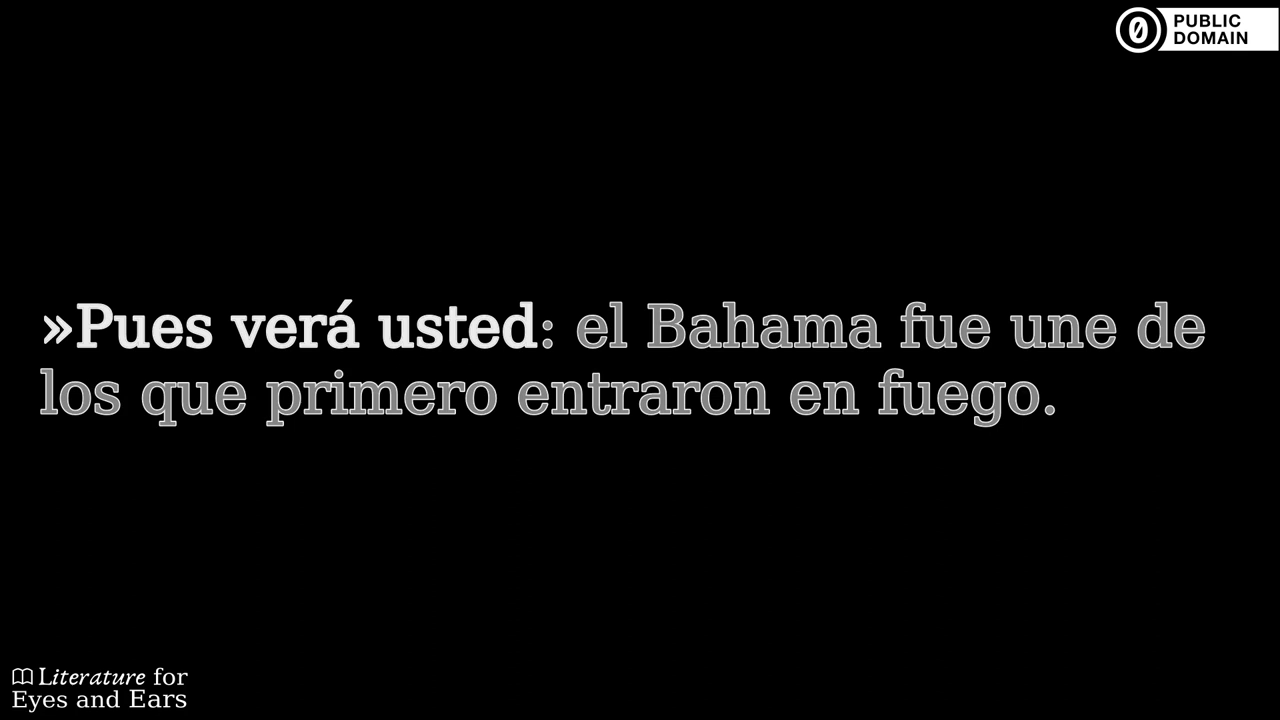 PUBLIC
DOMAIN
»Pues verá usted: el Bahama fue une de
los que primero entraron en fuego.
Literature for
Eyes and Ears